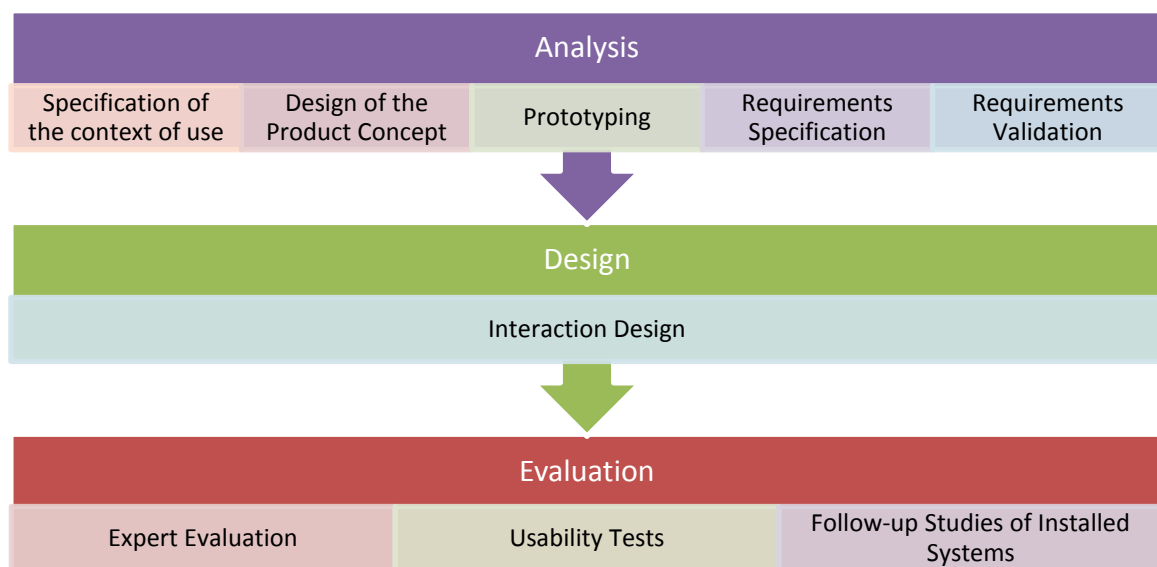 Analysis
Specification of
the context of use
Design of the
Product Concept
Prototyping
Requirements
Specification
Requirements
Validation
Design
Interaction Design
Evaluation
Expert Evaluation
Usability Tests
Follow-up Studies of Installed
Systems